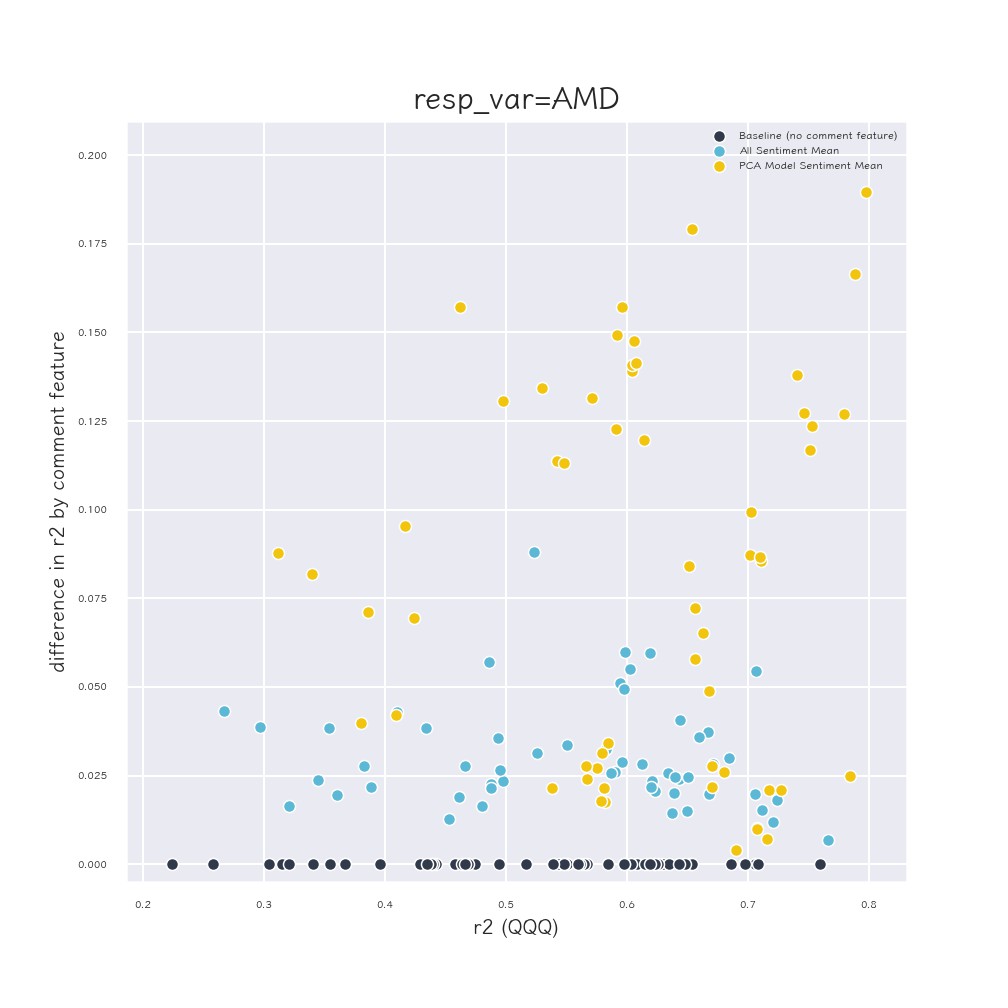 resp_var=AMD
Baseline (no comment feature)
All Sentiment Mean
PCA Model Sentiment Mean
difference in r2 by comment feature
0.200
0.175
0.150
0.125
0.100
0.075
0.050
0.025
0.000
0.2 0.3 0.4 0.5 0.6 0.7 0.8
r2 (QQQ)